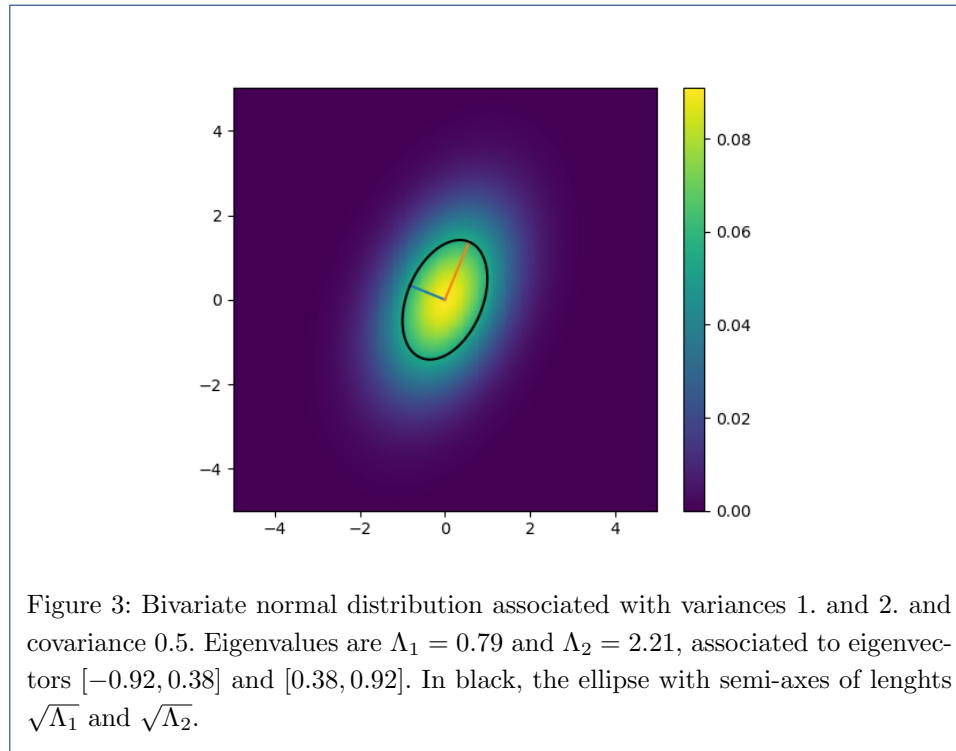 4
2
0
−2
−4
−4 −2 0 2 4
0.08
0.06
0.04
0.02
0.00
Figure 3: Bivariate normal distribution associated with variances 1. and 2. and
covariance 0.5. Eigenvalues are Λ₁ = 0.79 and Λ₂ = 2.21, associated to eigenvec-
tors [−0.92, 0.38] and [0.38, 0.92]. In black, the ellipse with semi-axes of lenghts
√Λ₁ and √Λ₂.